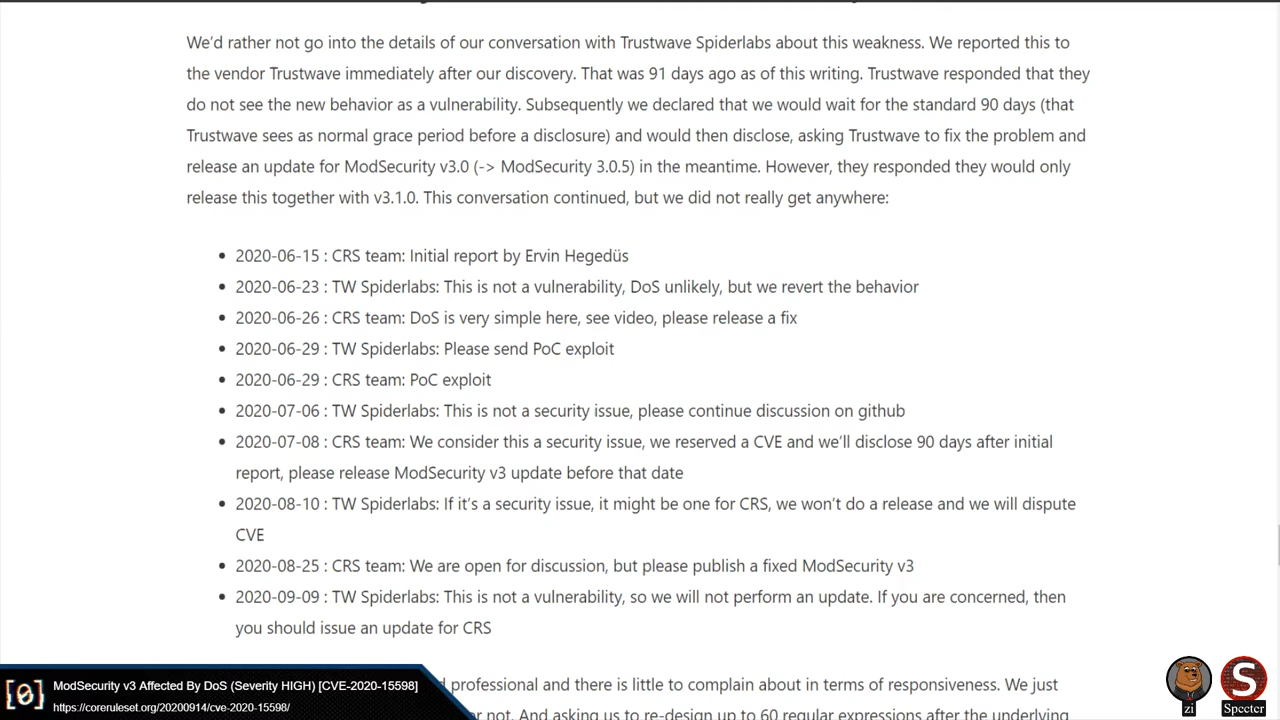 We'd rather not go into the details of our conversation with Trustwave Spiderlabs about this weakness. We reported this to
the vendor Trustwave immediately after our discovery. That was 91 days ago as of this writing. Trustwave responded that they
do not see the new behavior as a vulnerability. Subsequently we declared that we would wait for the standard 90 days (that
Trustwave sees as normal grace period before a disclosure) and would then disclose, asking Trustwave to fix the problem and
release an update for ModSecurity v3.0 (-> ModSecurity 3.0.5) in the meantime. However, they responded they would only
release this together with v3.1.0. This conversation continued, but we did not really get anywhere:
• 2020-06-15 : CRS team: Initial report by Ervin Hegedüs
• 2020-06-23 : TW Spiderlabs: This is not a vulnerability, DoS unlikely, but we revert the behavior
• 2020-06-26 : CRS team: DoS is very simple here, see video, please release a fix
• 2020-06-29 : TW Spiderlabs: Please send PoC exploit
• 2020-06-29 : CRS team: PoC exploit
• 2020-07-06 : TW Spiderlabs: This is not a security issue, please continue discussion on github
• 2020-07-08 : CRS team: We consider this a security issue, we reserved a CVE and we'll disclose 90 days after initial
report, please release ModSecurity v3 update before that date
• 2020-08-10 : TW Spiderlabs: If it's a security issue, it might be one for CRS, we won't do a release and we will dispute
CVE
• 2020-08-25 : CRS team: We are open for discussion, but please publish a fixed ModSecurity v3
• 2020-09-09 : TW Spiderlabs: This is not a vulnerability, so we will not perform an update. If you are concerned, then
you should issue an update for CRS
professional and there is little to complain about in terms of responsiveness. We just
or not. And asking us to re-design up to 60 regular expressions after the underlying
[0]
ModSecurity v3 Affected By DoS (Severity HIGH) [CVE-2020-15598]
https://coreruleset.org/20200914/cve-2020-15598/
zi
Specter